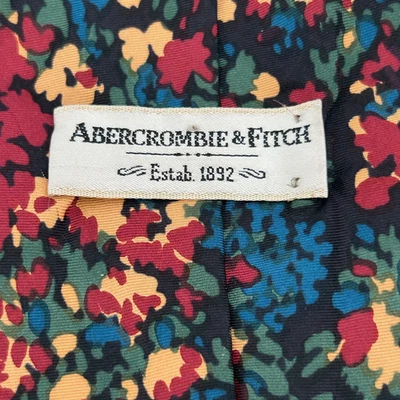 ABERCROMBIE & FITCH
Estab. 1892